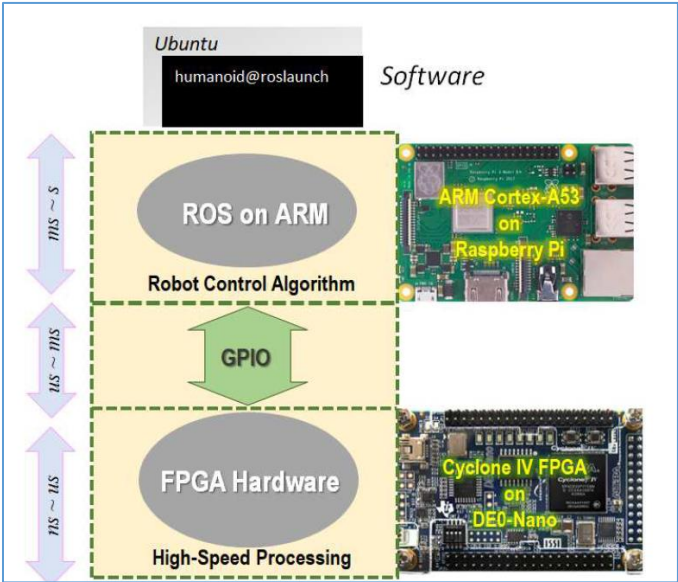 Ubuntu
humanoid@roslaunch
Software
ms ~ s
ROS on ARM
Robot Control Algorithm
ARM Cortex-A53
on
Raspberry Pi
us ~ ms
GPIO
ns ~ us
FPGA Hardware
High-Speed Processing
Cyclone IV FPGA
on
DE0-Nano
ISSI